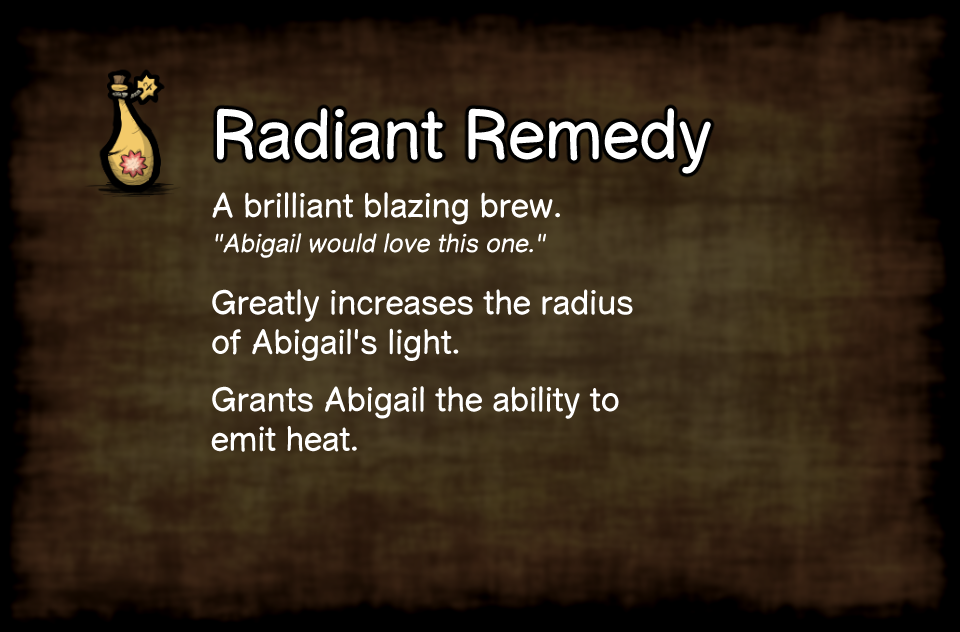 Radiant Remedy
A brilliant blazing brew.
"Abigail would love this one."
Greatly increases the radius
of Abigail's light.
Grants Abigail the ability to
emit heat.